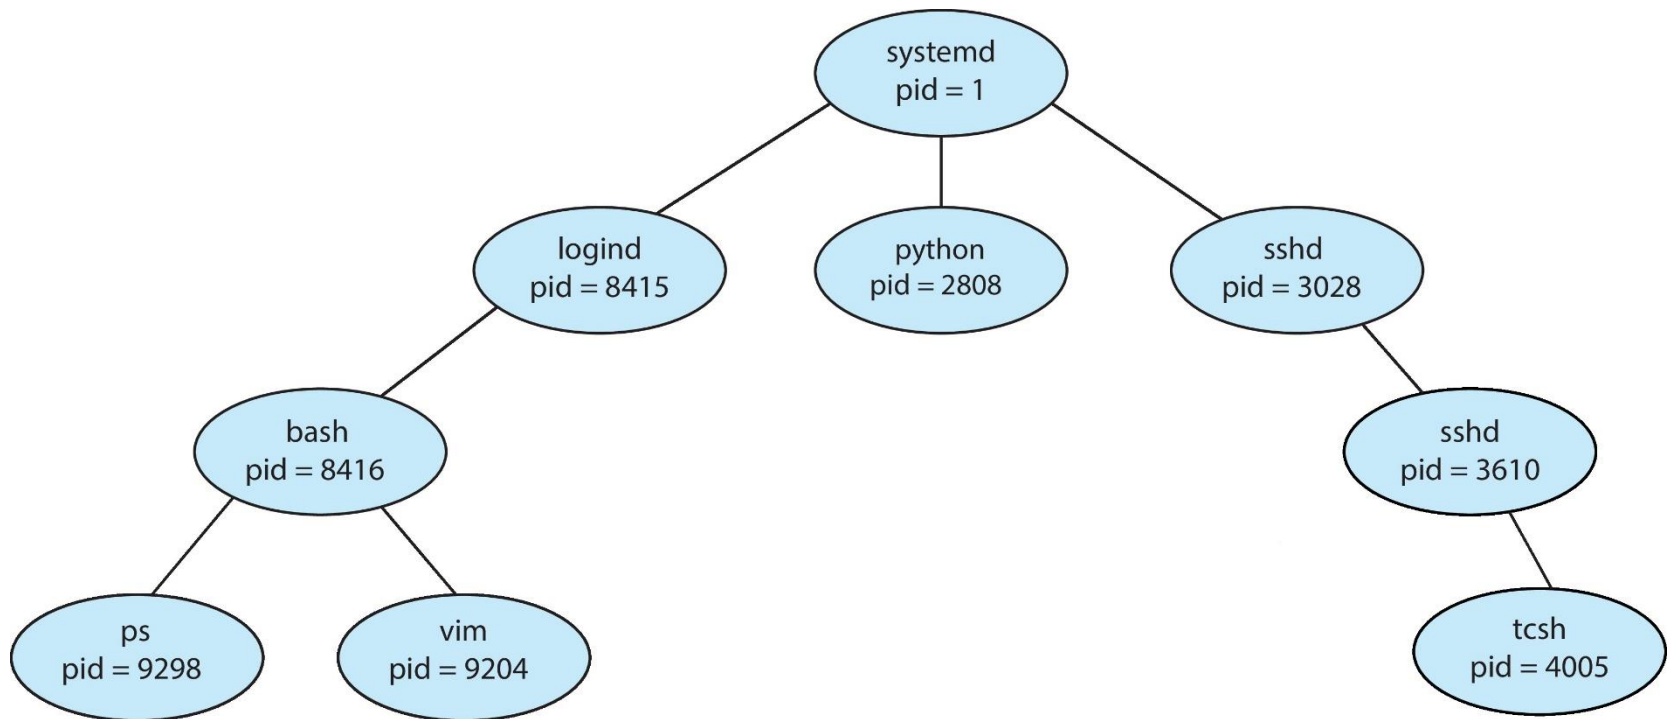 systemd
pid = 1
logind
pid = 8415
python
pid = 2808
sshd
pid = 3028
bash
pid = 8416
sshd
pid = 3610
ps
pid = 9298
vim
pid = 9204
tcsh
pid = 4005